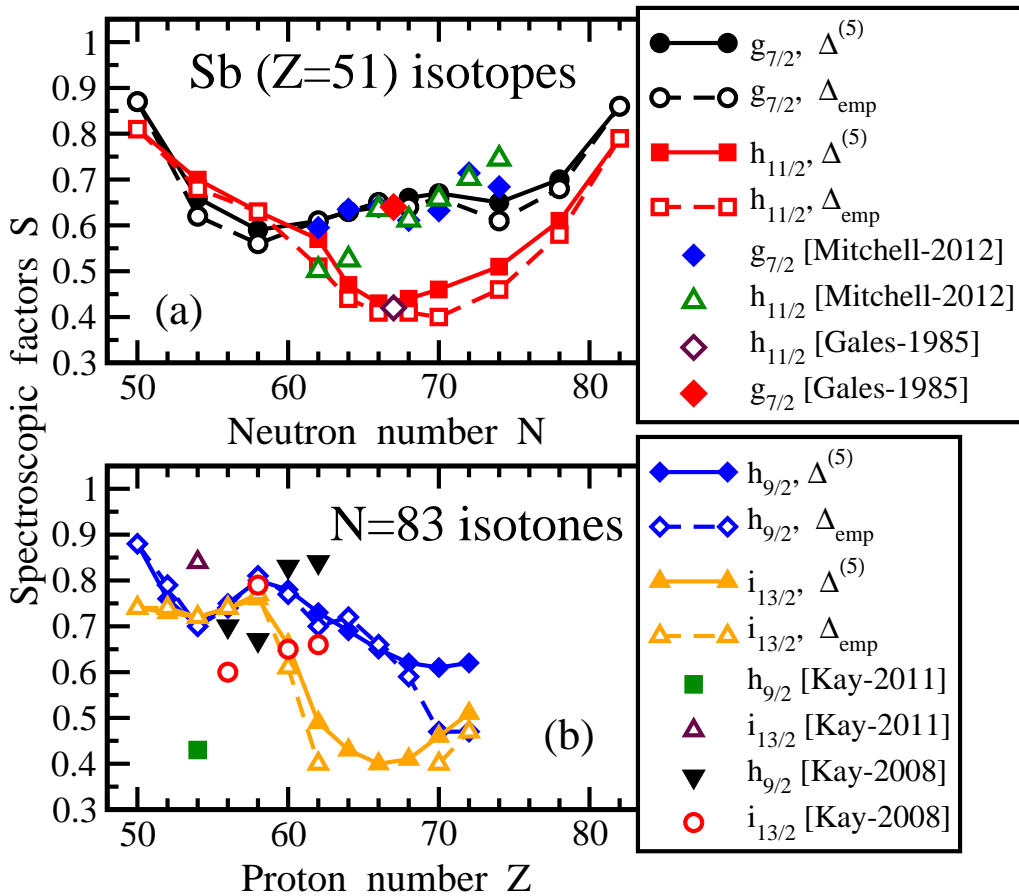 Spectroscopic factors S
1
0.9
0.8
0.7
0.6
0.5
0.4
0.3
Sb (Z=51) isotopes
(a)
50 60 70 80
Neutron number N
g7/2, Δ(5)
g7/2, Δemp
h11/2, Δ(5)
h11/2, Δemp
g7/2 [Mitchell-2012]
h11/2 [Mitchell-2012]
h11/2 [Gales-1985]
g7/2 [Gales-1985]
1
0.9
0.8
0.7
0.6
0.5
0.4
0.3
N=83 isotones
(b)
50 60 70 80
Proton number Z
h9/2, Δ(5)
h9/2, Δemp
i13/2, Δ(5)
i13/2, Δemp
h9/2 [Kay-2011]
i13/2 [Kay-2011]
h9/2 [Kay-2008]
i13/2 [Kay-2008]